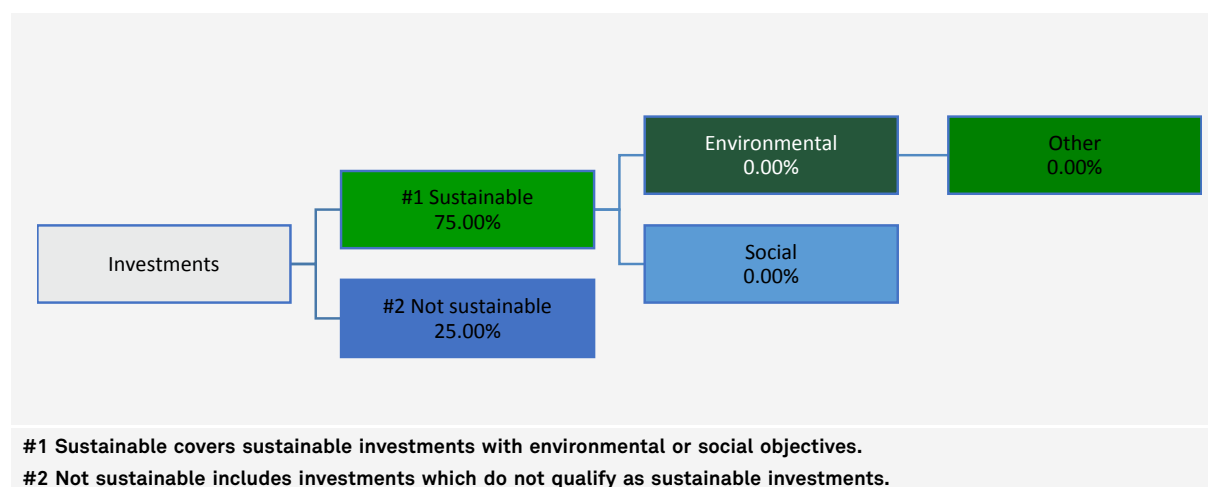 Environmental
0.00%
Other
0.00%
#1 Sustainable
75.00%
Investments
Social
0.00%
#2 Not sustainable
25.00%
#1 Sustainable covers sustainable investments with environmental or social objectives.
#2 Not sustainable includes investments which do not qualify as sustainable investments.